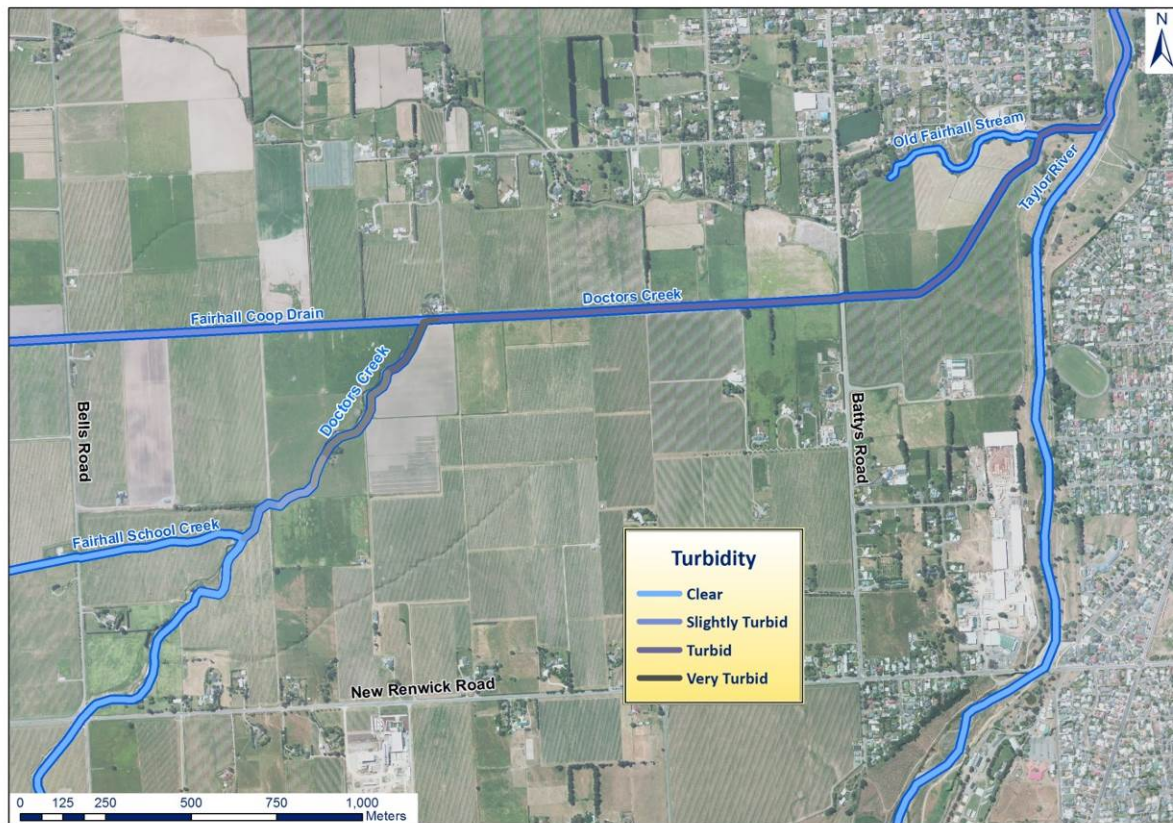 N
Old Fairhall Stream
Taylor River
Doctors Creek
Fairhall Coop Drain
Doctors Creek
Bells Road
Battys Road
Fairhall School Creek
Turbidity
Clear
Slightly Turbid
Turbid
Very Turbid
New Renwick Road
0 125 250 500 750 1,000
Meters